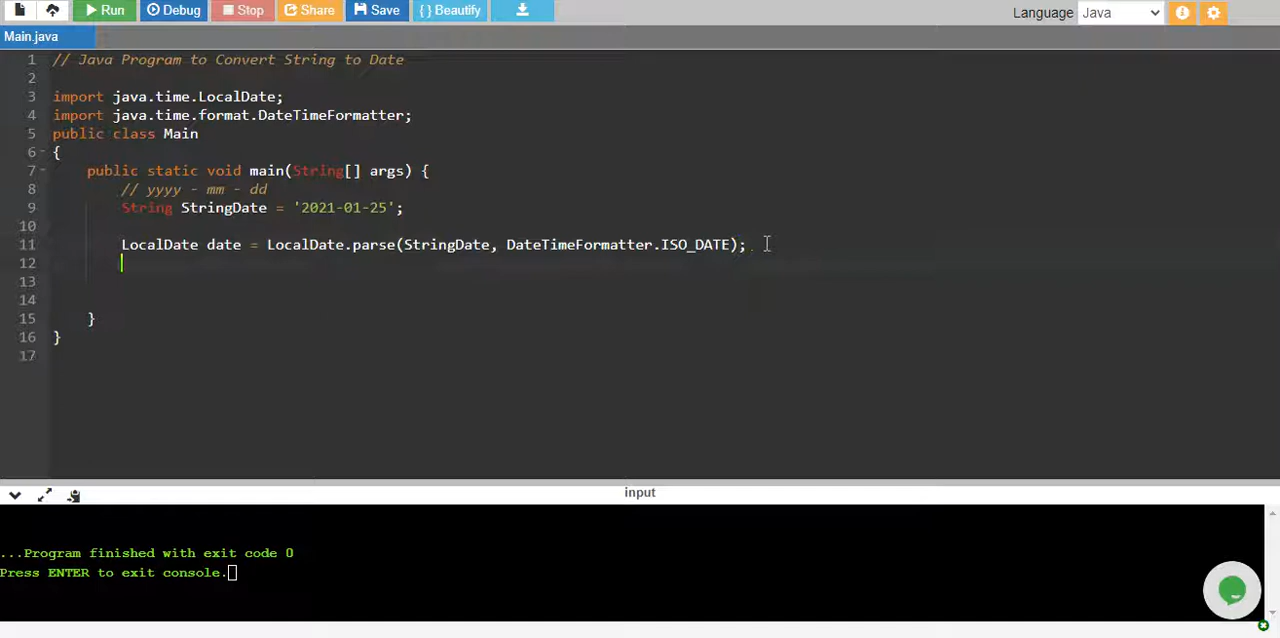 Run Debug Stop Share Save { } Beautify Language Java
Main.java
1 // Java Program to Convert String to Date
2
3 import java.time.LocalDate;
4 import java.time.format.DateTimeFormatter;
5 public class Main
6 {
7 public static void main(String[] args) {
8 // yyyy - mm - dd
9 String StringDate = '2021-01-25';
10
11 LocalDate date = LocalDate.parse(StringDate, DateTimeFormatter.ISO_DATE);
12
13
14
15 }
16 }
17
input
...Program finished with exit code 0
Press ENTER to exit console.